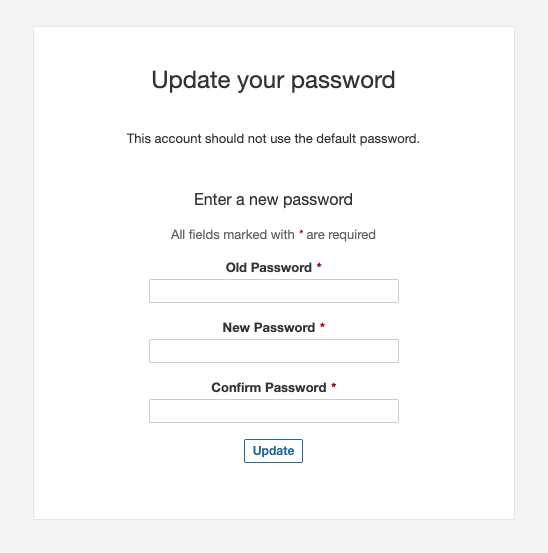 Update your password
This account should not use the default password.
Enter a new password
All fields marked with * are required
Old Password *
New Password *
Confirm Password *
Update